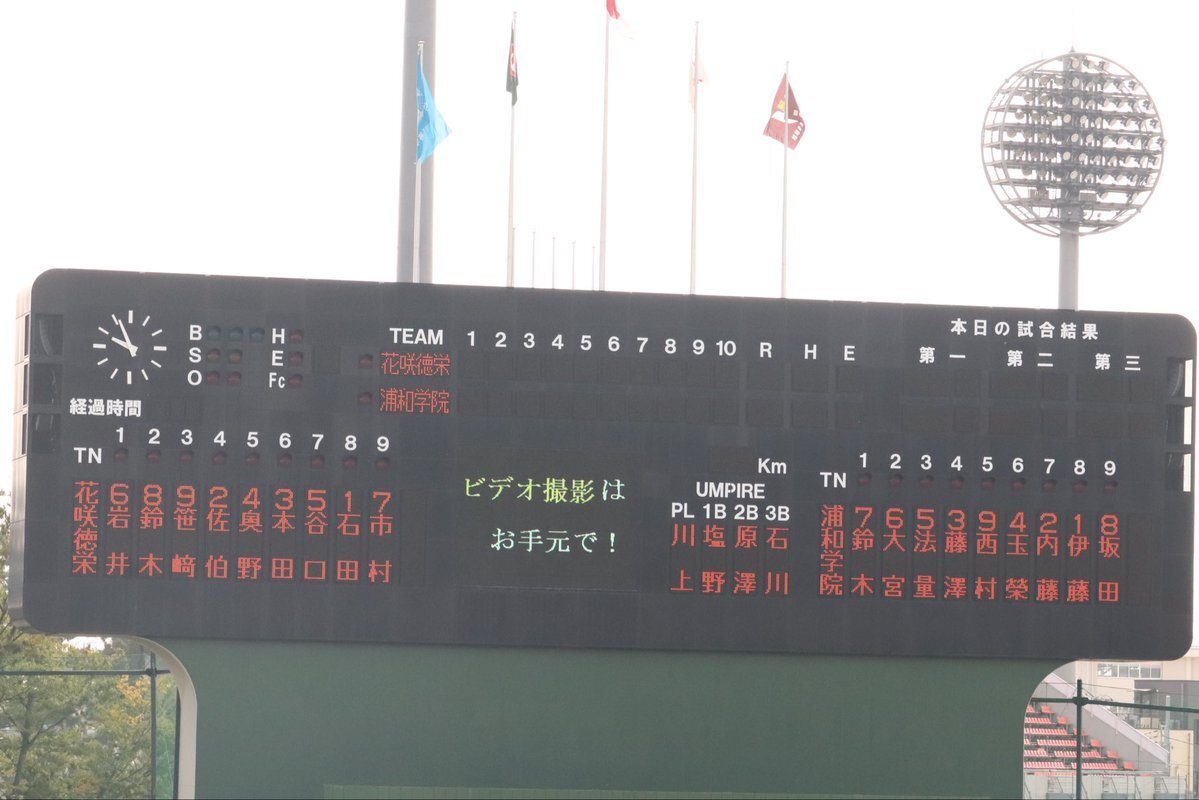 B H
S E
O Fc
経過時間
TEAM 1 2 3 4 5 6 7 8 9 10 R H E
花咲徳栄
浦和学院
本日の試合結果
第一 第二 第三
1 2 3 4 5 6 7 8 9
TN
花咲徳栄
6 岩井
8 鈴木
9 笹﨑
2 佐伯
4 奥野
3 本田
5 谷口
1 石田
7 市村
ビデオ撮影は
お手元で!
Km
UMPIRE
PL 1B 2B 3B
川上 塩野 原澤 石川
1 2 3 4 5 6 7 8 9
TN
浦和学院
7 鈴木
6 大宮
5 法量
3 藤澤
9 西村
4 玉榮
2 内藤
1 伊藤
8 坂田